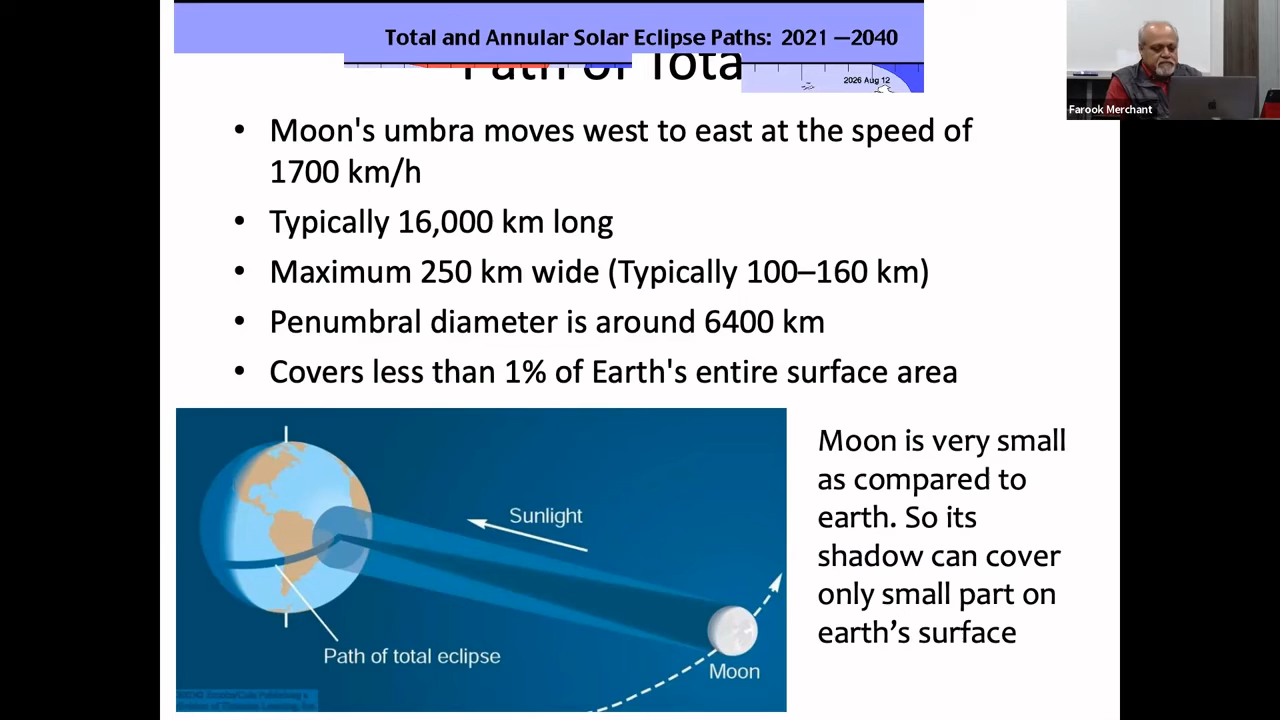 Total and Annular Solar Eclipse Paths: 2021 —2040
Path of Tota
2026 Aug 12
Farook Merchant
• Moon's umbra moves west to east at the speed of
1700 km/h
• Typically 16,000 km long
• Maximum 250 km wide (Typically 100–160 km)
• Penumbral diameter is around 6400 km
• Covers less than 1% of Earth's entire surface area
Sunlight
Path of total eclipse
Moon
Moon is very small
as compared to
earth. So its
shadow can cover
only small part on
earth’s surface